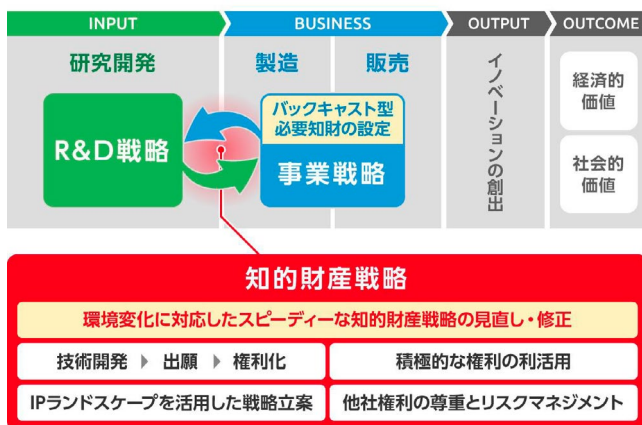 INPUT
BUSINESS
OUTPUT
OUTCOME
研究開発
製造
販売
イノベーションの創出
経済的
価値
社会的
価値
R&D戦略
バックキャスト型
必要知財の設定
事業戦略
知的財産戦略
環境変化に対応したスピーディーな知的財産戦略の見直し・修正
技術開発 ▶ 出願 ▶ 権利化
積極的な権利の利活用
IPランドスケープを活用した戦略立案
他社権利の尊重とリスクマネジメント